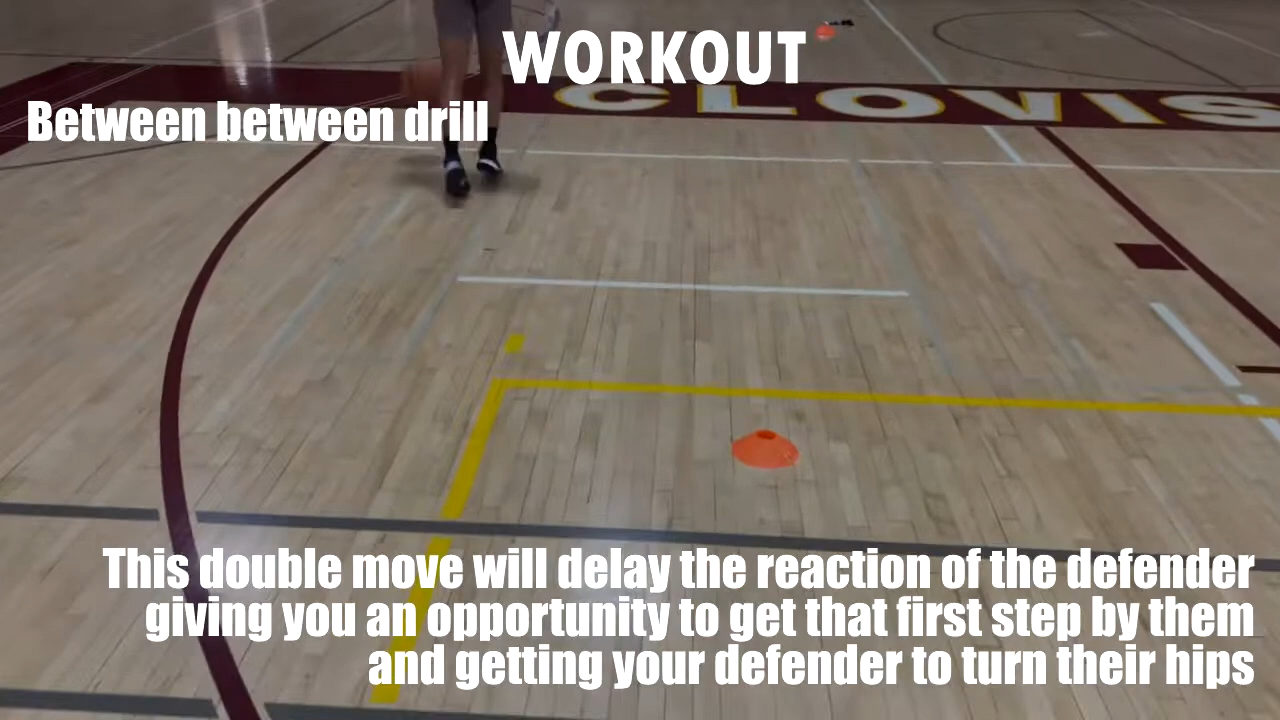 WORKOUT
CLOVIS
Between between drill
This double move will delay the reaction of the defender
giving you an opportunity to get that first step by them
and getting your defender to turn their hips